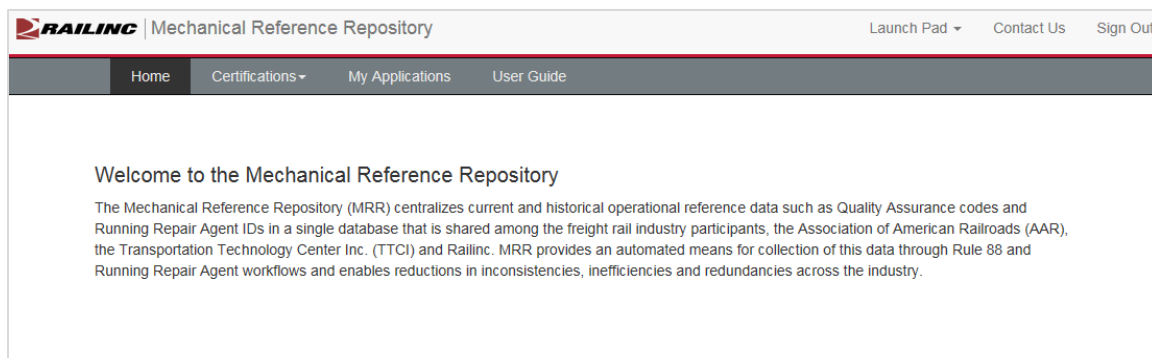 RAILINC Mechanical Reference Repository Launch Pad Contact Us Sign Out
Home Certifications My Applications User Guide
Welcome to the Mechanical Reference Repository
The Mechanical Reference Repository (MRR) centralizes current and historical operational reference data such as Quality Assurance codes and
Running Repair Agent IDs in a single database that is shared among the freight rail industry participants, the Association of American Railroads (AAR),
the Transportation Technology Center Inc. (TTCI) and Railinc. MRR provides an automated means for collection of this data through Rule 88 and
Running Repair Agent workflows and enables reductions in inconsistencies, inefficiencies and redundancies across the industry.